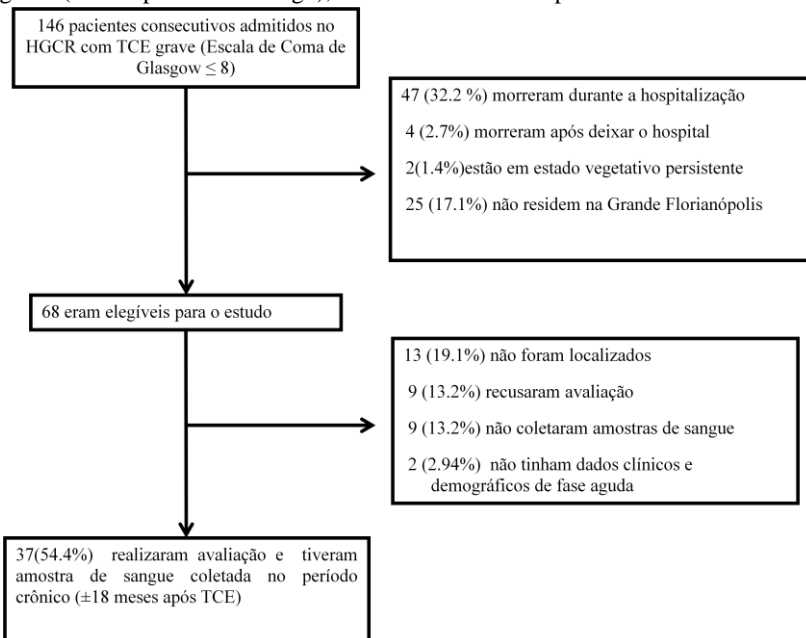 146 pacientes consecutivos admitidos no
HGCR com TCE grave (Escala de Coma de
Glasgow ≤ 8)
47 (32.2 %) morreram durante a hospitalização
4 (2.7%) morreram após deixar o hospital
2(1.4%)estão em estado vegetativo persistente
25 (17.1%) não residem na Grande Florianópolis
68 eram elegíveis para o estudo
13 (19.1%) não foram localizados
9 (13.2%) recusaram avaliação
9 (13.2%) não coletaram amostras de sangue
2 (2.94%) não tinham dados clínicos e
demográficos de fase aguda
37(54.4%) realizaram avaliação e tiveram
amostra de sangue coletada no período
crônico (±18 meses após TCE)